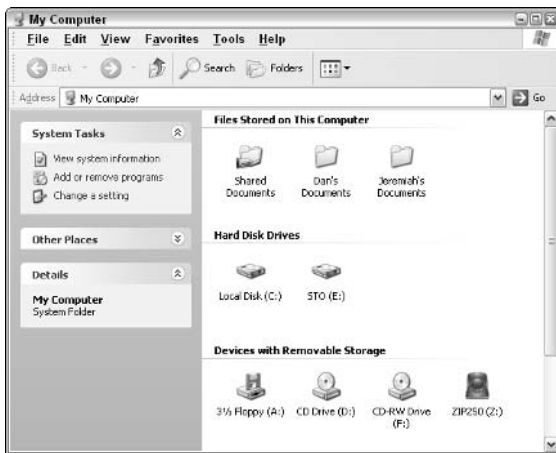 My Computer
File Edit View Favorites Tools Help
Back Search Folders
Address My Computer Go
System Tasks
View system information
Add or remove programs
Change a setting
Other Places
Details
My Computer
System Folder
Files Stored on This Computer
Shared Documents
Dan's Documents
Jeremiah's Documents
Hard Disk Drives
Local Disk (C:)
STO (E:)
Devices with Removable Storage
3½ Floppy (A:)
CD Drive (D:)
CD-RW Drive (F:)
ZIP250 (Z:)